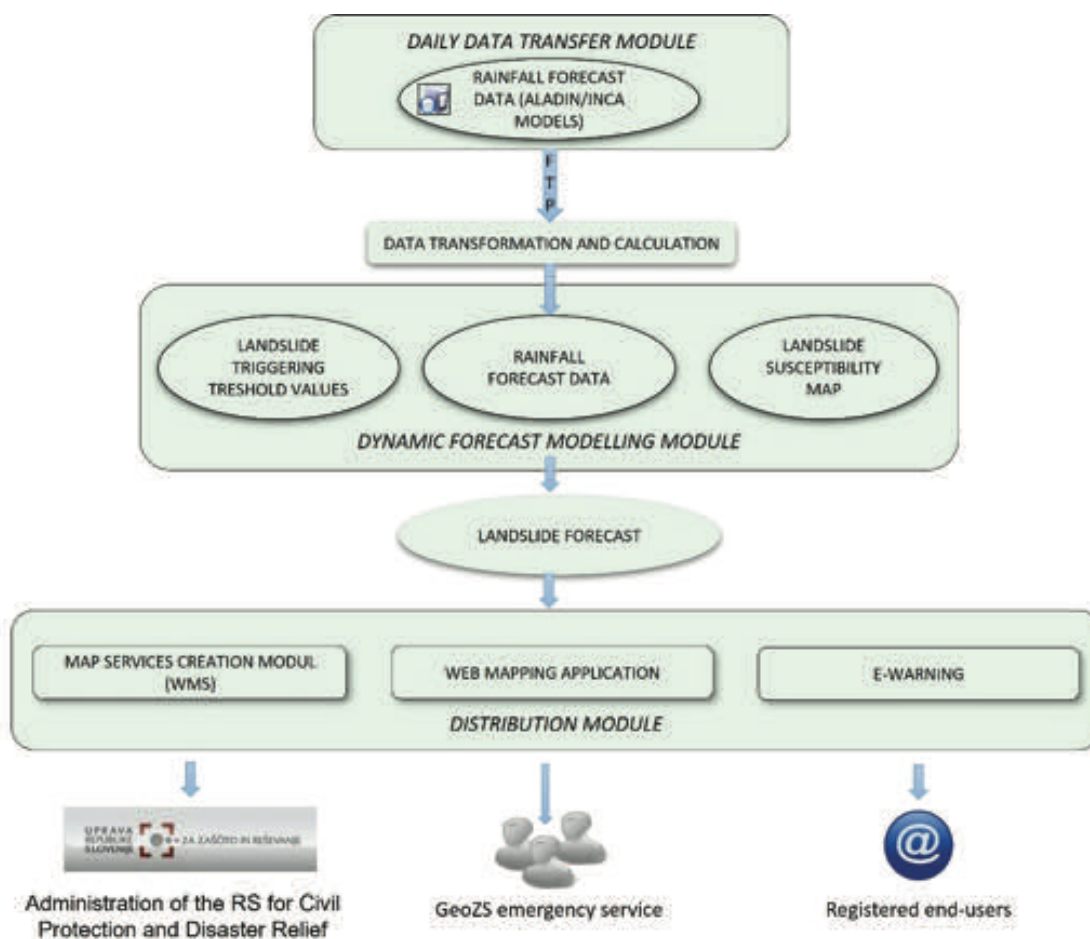 DAILY DATA TRANSFER MODULE
RAINFALL FORECAST
DATA (ALADIN/INCA
MODELS)
F
T
P
DATA TRANSFORMATION AND CALCULATION
LANDSLIDE
TRIGGERING
TRESHOLD VALUES
RAINFALL
FORECAST DATA
LANDSLIDE
SUSCEPTIBILITY
MAP
DYNAMIC FORECAST MODELLING MODULE
LANDSLIDE FORECAST
MAP SERVICES CREATION MODUL
(WMS)
WEB MAPPING APPLICATION
E-WARNING
DISTRIBUTION MODULE
UPRAVA
REPUBLIKE
SLOVENIJE
ZA ZAŠČITO IN REŠEVANJE
@
Administration of the RS for Civil
Protection and Disaster Relief
GeoZS emergency service
Registered end-users